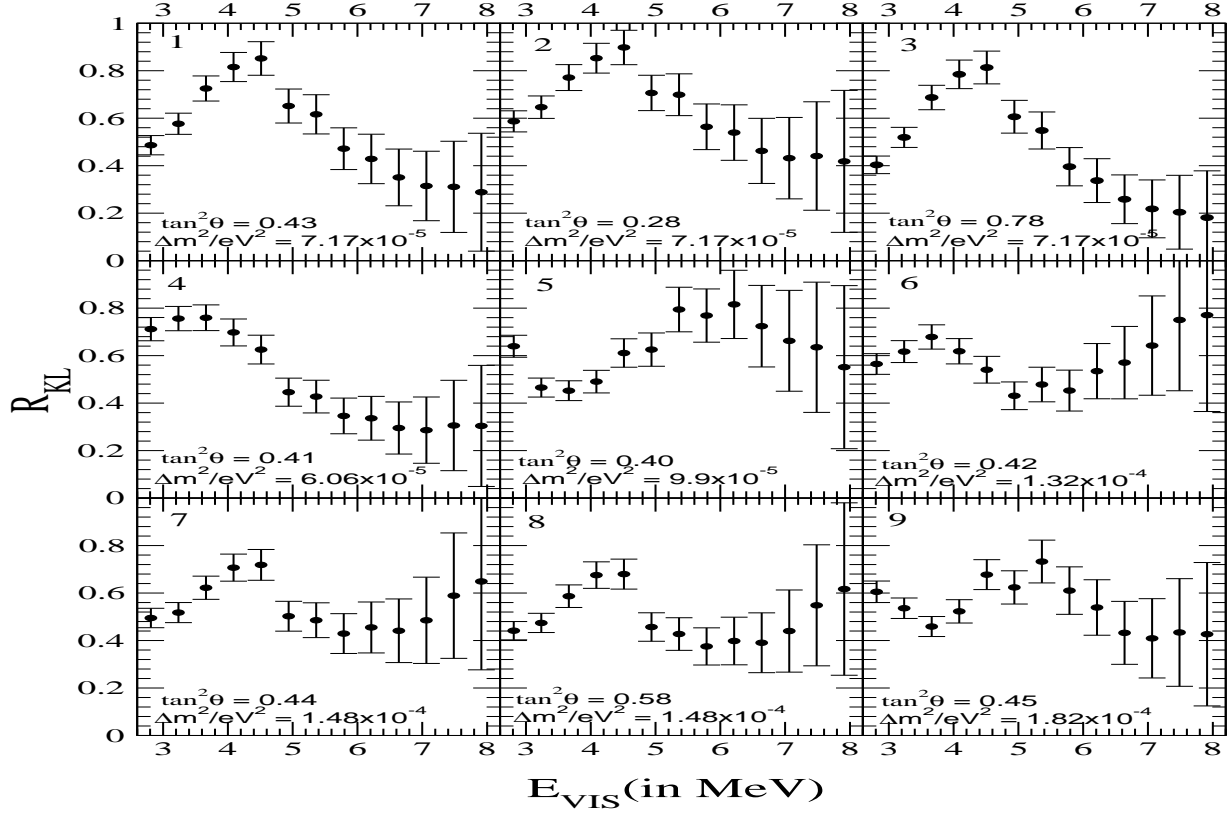 3 4 5 6 7 8 3 4 5 6 7 8 3 4 5 6 7 8
1
0.8
0.6
0.4
0.2
0
1
tan²θ = 0.43
Δm²/eV² = 7.17x10⁻⁵
2
tan²θ = 0.28
Δm²/eV² = 7.17x10⁻⁵
3
tan²θ = 0.78
Δm²/eV² = 7.17x10⁻⁵
0.8
0.6
0.4
0.2
0
4
tan²θ = 0.41
Δm²/eV² = 6.06x10⁻⁵
5
tan²θ = 0.40
Δm²/eV² = 9.9x10⁻⁵
6
tan²θ = 0.42
Δm²/eV² = 1.32x10⁻⁴
R_KL
0.8
0.6
0.4
0.2
0
7
tan²θ = 0.44
Δm²/eV² = 1.48x10⁻⁴
8
tan²θ = 0.58
Δm²/eV² = 1.48x10⁻⁴
9
tan²θ = 0.45
Δm²/eV² = 1.82x10⁻⁴
3 4 5 6 7 8 3 4 5 6 7 8 3 4 5 6 7 8
E_VIS(in MeV)